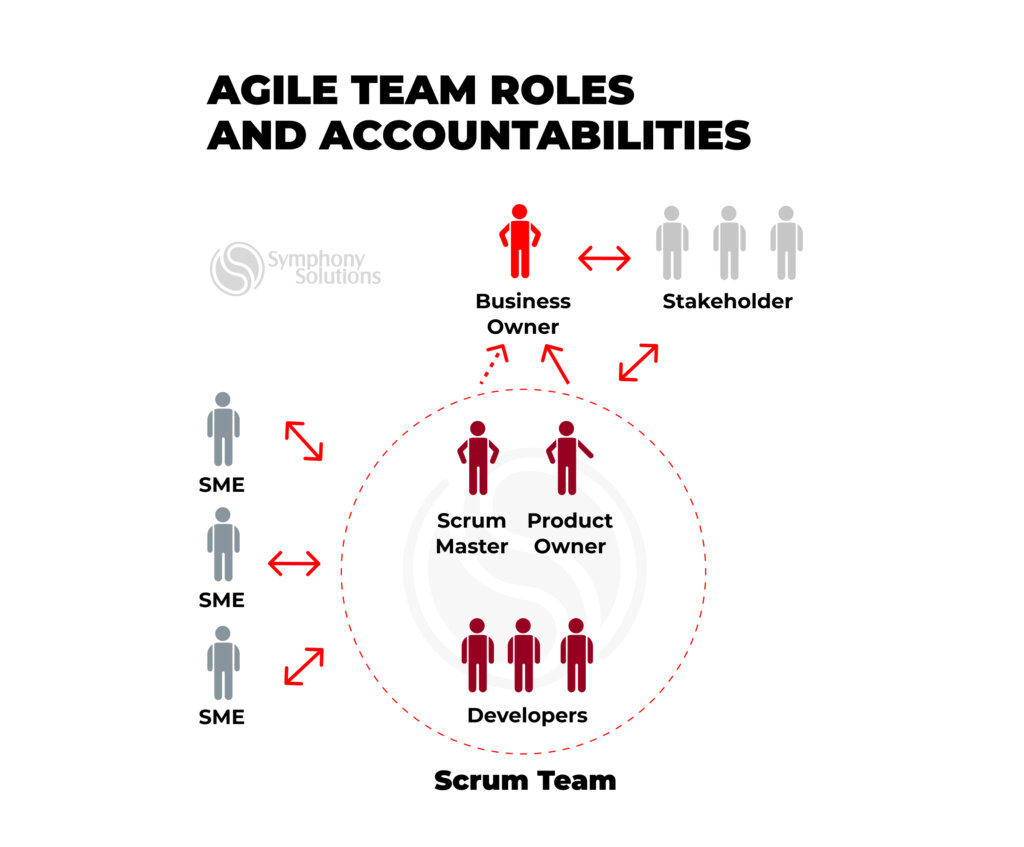 AGILE TEAM ROLES
AND ACCOUNTABILITIES
Symphony
Solutions
Business
Owner
Stakeholder
SME
Scrum
Master
Product
Owner
SME
SME
Developers
Scrum Team